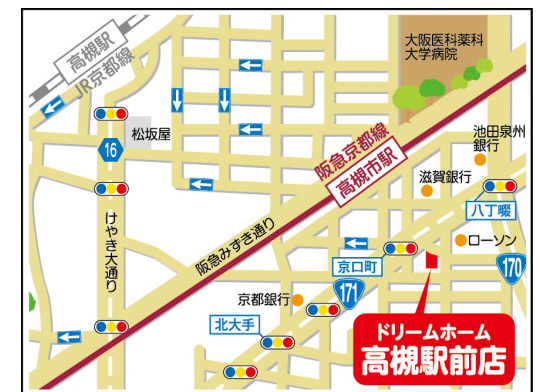 高槻駅
JR京都線
大阪医科薬科
大学病院
松坂屋
16
阪急京都線
高槻市駅
池田泉州
銀行
滋賀銀行
八丁畷
けやき大通り
阪急みずき通り
ローソン
京口町
170
京都銀行
171
北大手
ドリームホーム
高槻駅前店